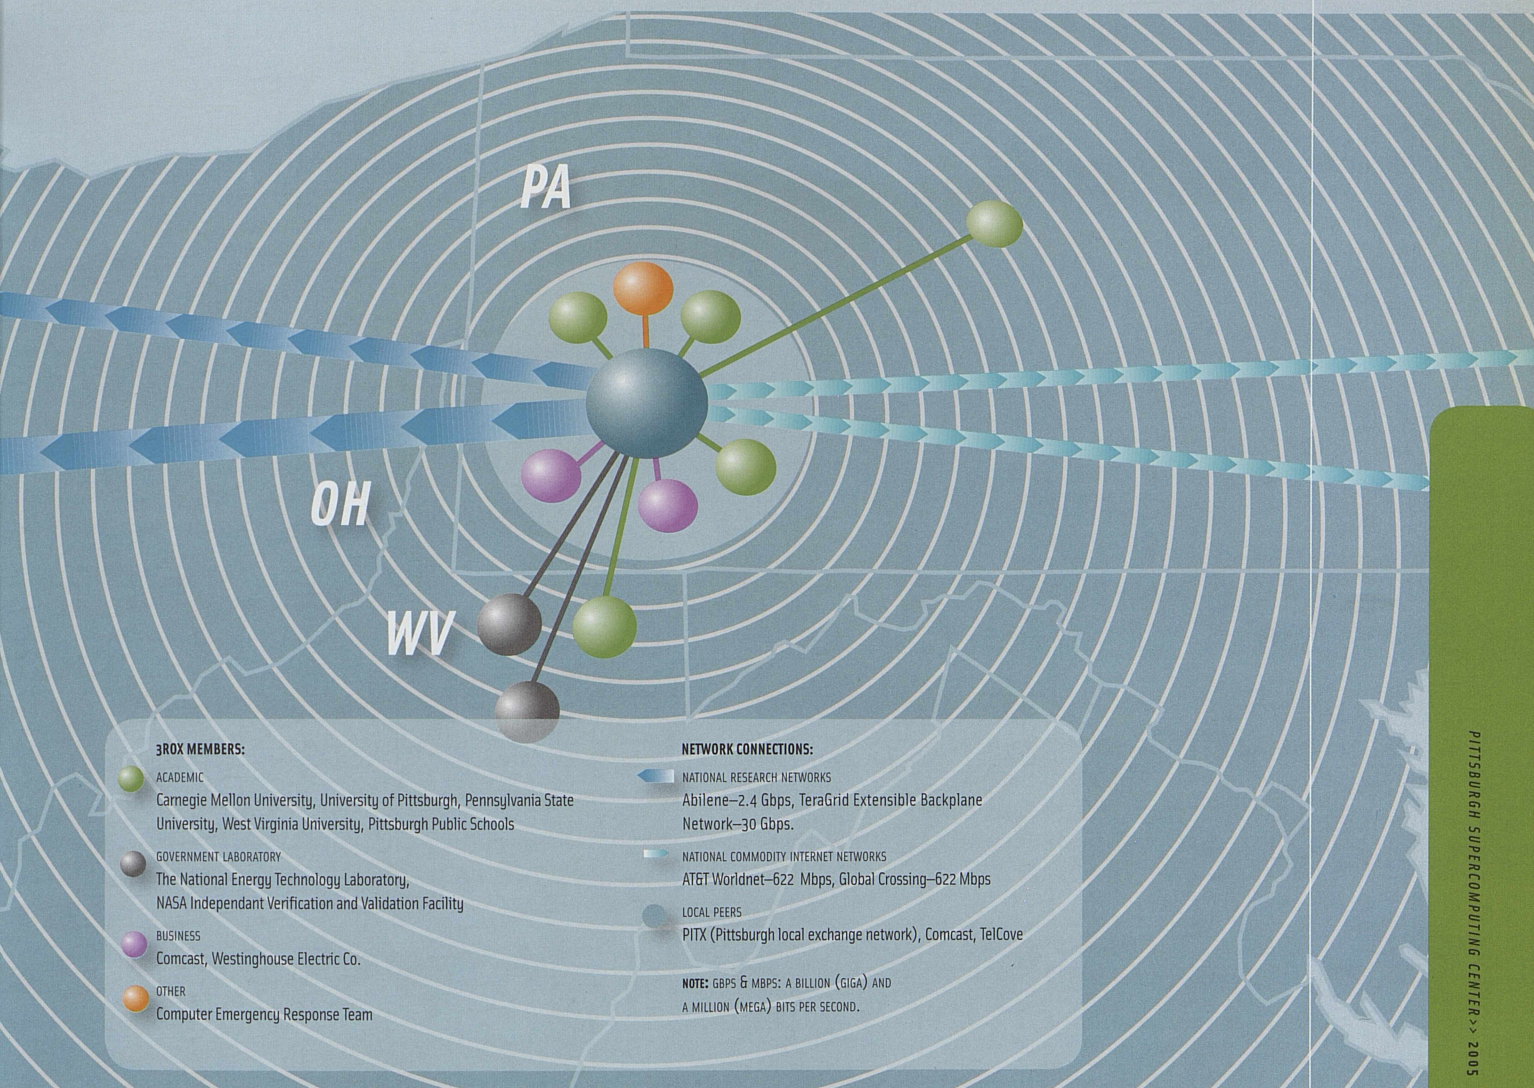 PA
OH
WV
3ROX MEMBERS:
ACADEMIC
Carnegie Mellon University, University of Pittsburgh, Pennsylvania State
University, West Virginia University, Pittsburgh Public Schools
GOVERNMENT LABORATORY
The National Energy Technology Laboratory,
NASA Independant Verification and Validation Facility
BUSINESS
Comcast, Westinghouse Electric Co.
OTHER
Computer Emergency Response Team
NETWORK CONNECTIONS:
NATIONAL RESEARCH NETWORKS
Abilene—2.4 Gbps, TeraGrid Extensible Backplane
Network—30 Gbps.
NATIONAL COMMODITY INTERNET NETWORKS
AT&T Worldnet—622 Mbps, Global Crossing—622 Mbps
LOCAL PEERS
PITX (Pittsburgh local exchange network), Comcast, TelCove
NOTE: GBPS & MBPS: A BILLION (GIGA) AND
A MILLION (MEGA) BITS PER SECOND.
PITTSBURGH SUPERCOMPUTING CENTER>> 2005